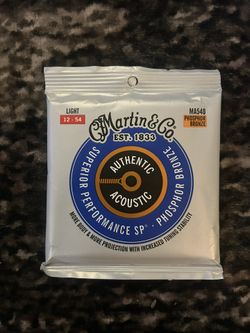 LIGHT
12 - 54
MA540
PHOSPHOR
BRONZE
C.F. Martin & Co.
EST. 1833
AUTHENTIC
ACOUSTIC
SUPERIOR PERFORMANCE SP® · PHOSPHOR BRONZE
MORE BODY & MORE PROJECTION WITH INCREASED TUNING STABILITY